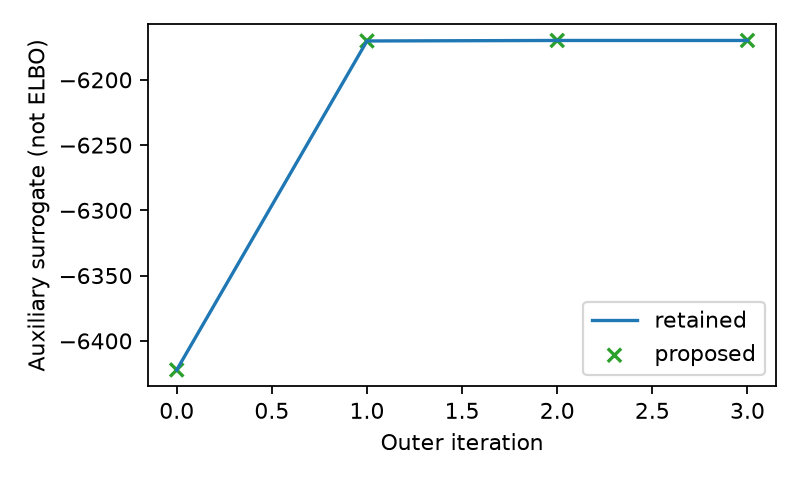 Auxiliary surrogate (not ELBO)
−6200
−6250
−6300
−6350
−6400
retained
proposed
0.0 0.5 1.0 1.5 2.0 2.5 3.0
Outer iteration